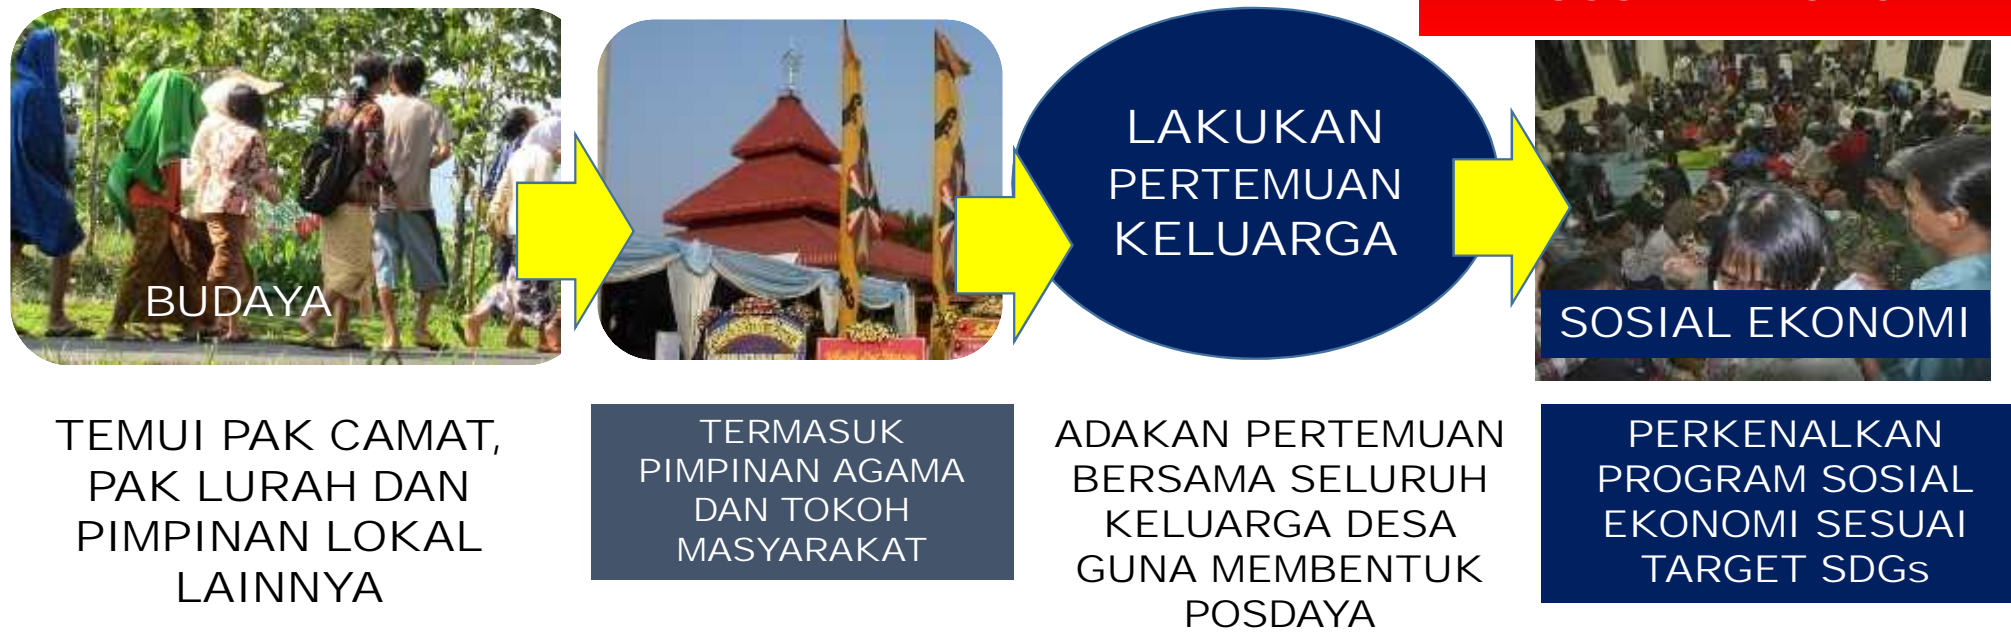 BUDAYA
LAKUKAN
PERTEMUAN
KELUARGA
SOSIAL EKONOMI
TEMUI PAK CAMAT,
PAK LURAH DAN
PIMPINAN LOKAL
LAINNYA
TERMASUK
PIMPINAN AGAMA
DAN TOKOH
MASYARAKAT
ADAKAN PERTEMUAN
BERSAMA SELURUH
KELUARGA DESA
GUNA MEMBENTUK
POSDAYA
PERKENALKAN
PROGRAM SOSIAL
EKONOMI SESUAI
TARGET SDGs